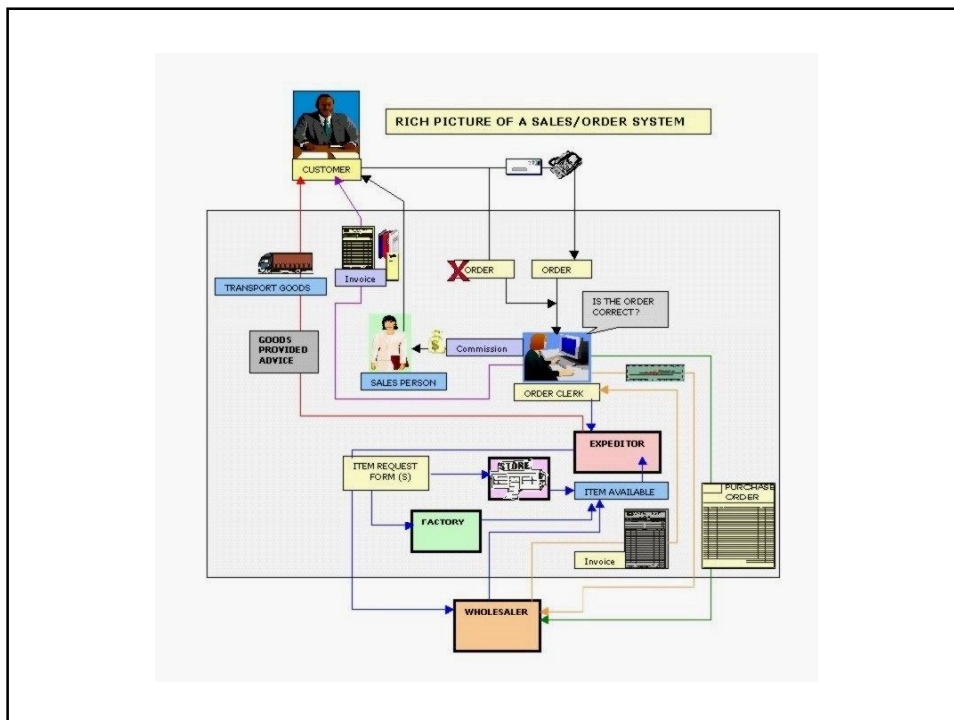 RICH PICTURE OF A SALES/ORDER SYSTEM
CUSTOMER
ORDER
ORDER
TRANSPORT GOODS
Invoice
IS THE ORDER
CORRECT?
GOODS
PROVIDED
ADVICE
Commission
SALES PERSON
ORDER CLERK
EXPEDITOR
ITEM REQUEST
FORM (S)
STORE
ITEM AVAILABLE
PURCHASE
ORDER
FACTORY
Invoice
WHOLESALER